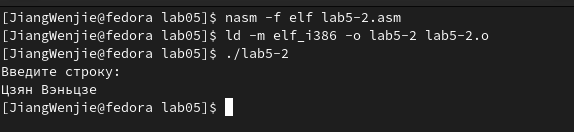 [JiangWenjie@fedora lab05]$ nasm -f elf lab5-2.asm
[JiangWenjie@fedora lab05]$ ld -m elf_i386 -o lab5-2 lab5-2.o
[JiangWenjie@fedora lab05]$ ./lab5-2
Введите строку:
Цзян Вэньцзе
[JiangWenjie@fedora lab05]$